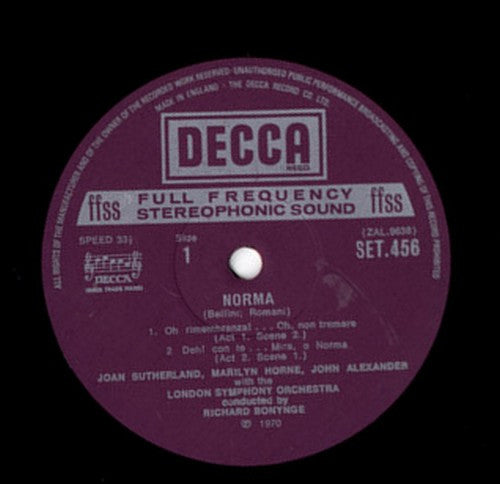 ALL RIGHTS OF THE MANUFACTURER AND OF THE OWNER OF THE RECORDED WORK RESERVED · UNAUTHORISED PUBLIC PERFORMANCE BROADCASTING AND COPYING OF THIS RECORD PROHIBITED
MADE IN ENGLAND · THE DECCA RECORD CO LTD.
DECCA
REGD
ffss FULL FREQUENCY STEREOPHONIC SOUND ffss
SPEED 33⅓
Side
1
(ZAL.9638)
SET.456
DECCA
NORMA
(Bellini; Romani)
1. Oh rimembranza! . . . Oh, non tremare
(Act 1. Scene 2.)
2. Deh! con te . . . Mira, o Norma
(Act 2. Scene 1.)
JOAN SUTHERLAND, MARILYN HORNE, JOHN ALEXANDER
with the
LONDON SYMPHONY ORCHESTRA
conducted by
RICHARD BONYNGE
℗ 1970